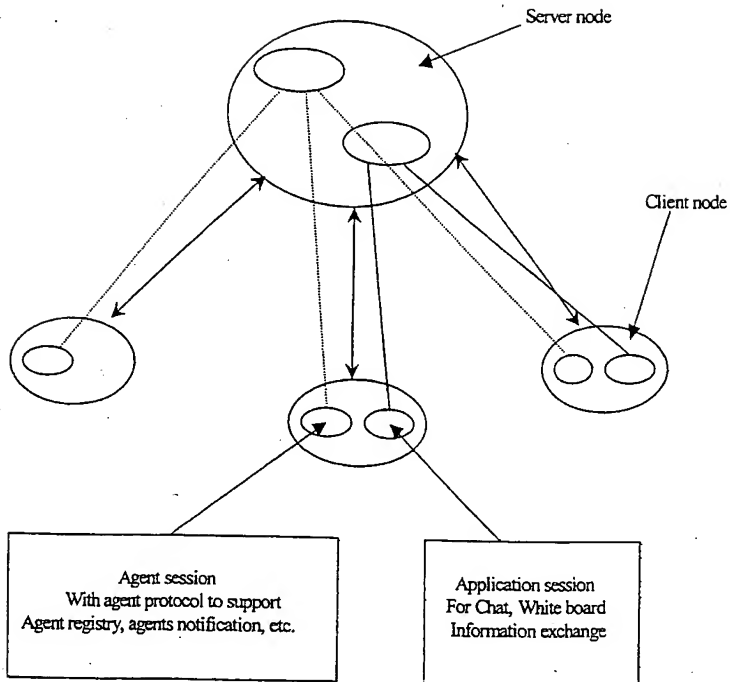 Server node
Client node
Agent session
With agent protocol to support
Agent registry, agents notification, etc.
Application session
For Chat, White board
Information exchange